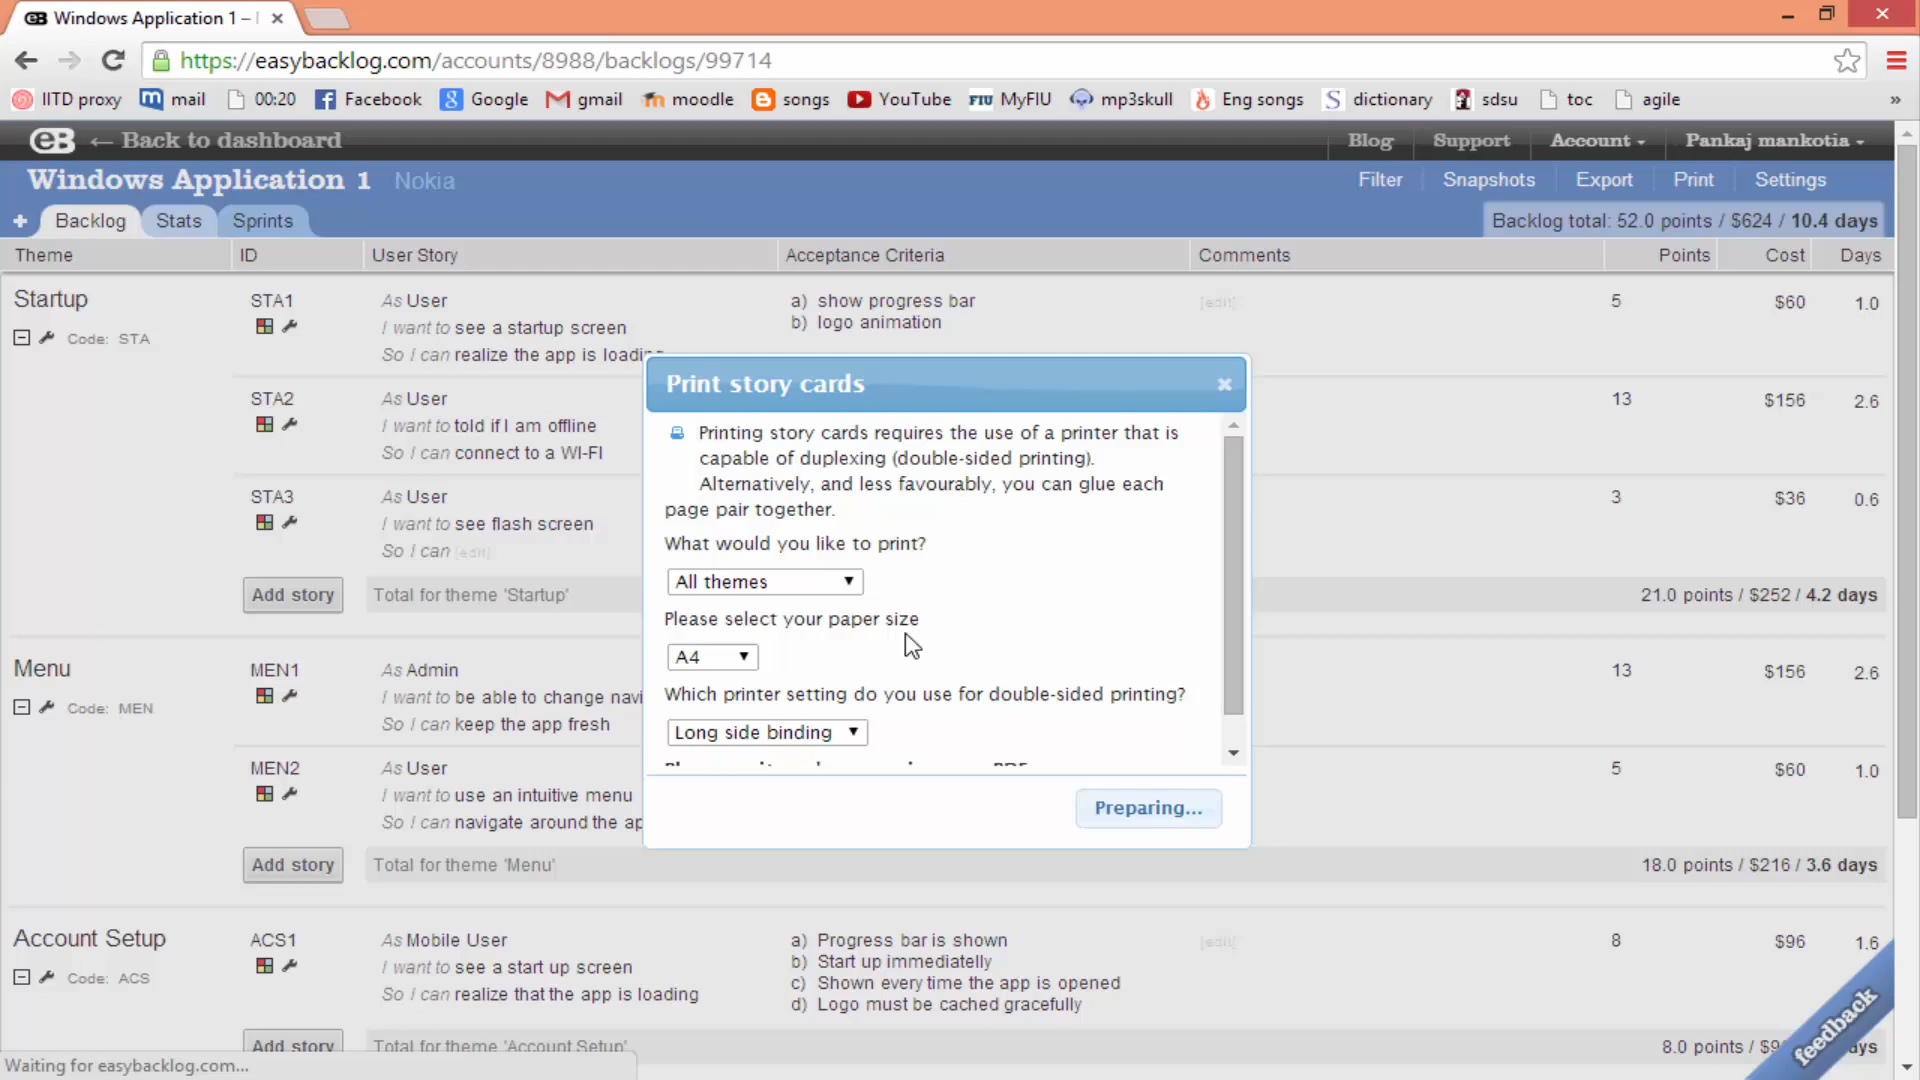 eB Windows Application 1 –
https://easybacklog.com/accounts/8988/backlogs/99714
IITD proxy mail 00:20 Facebook Google gmail moodle songs YouTube FIU MyFIU mp3skull Eng songs S dictionary sdsu toc agile »
eB ← Back to dashboard Blog Support Account Pankaj mankotia
Windows Application 1 Nokia Filter Snapshots Export Print Settings
+ Backlog Stats Sprints Backlog total: 52.0 points / $624 / 10.4 days
Theme ID User Story Acceptance Criteria Comments Points Cost Days
Startup STA1 As User a) show progress bar [edit] 5 $60 1.0
I want to see a startup screen b) logo animation
Code: STA
So I can realize the app is loading
STA2 As User 13 $156 2.6
I want to told if I am offline
So I can connect to a WI-FI
STA3 As User 3 $36 0.6
I want to see flash screen
So I can [edit]
Add story Total for theme 'Startup' 21.0 points / $252 / 4.2 days
Menu MEN1 As Admin 13 $156 2.6
I want to be able to change navi
Code: MEN
So I can keep the app fresh
MEN2 As User 5 $60 1.0
I want to use an intuitive menu
So I can navigate around the ap
Add story Total for theme 'Menu' 18.0 points / $216 / 3.6 days
Account Setup ACS1 As Mobile User a) Progress bar is shown [edit] 8 $96 1.6
I want to see a start up screen b) Start up immediatelly
Code: ACS
So I can realize that the app is loading c) Shown every time the app is opened
d) Logo must be cached gracefully
Add story Total for theme 'Account Setup' 8.0 points / $9 days
Print story cards
Printing story cards requires the use of a printer that is
capable of duplexing (double-sided printing).
Alternatively, and less favourably, you can glue each
page pair together.
What would you like to print?
All themes
Please select your paper size
A4
Which printer setting do you use for double-sided printing?
Long side binding
Preparing...
feedback
Waiting for easybacklog.com...